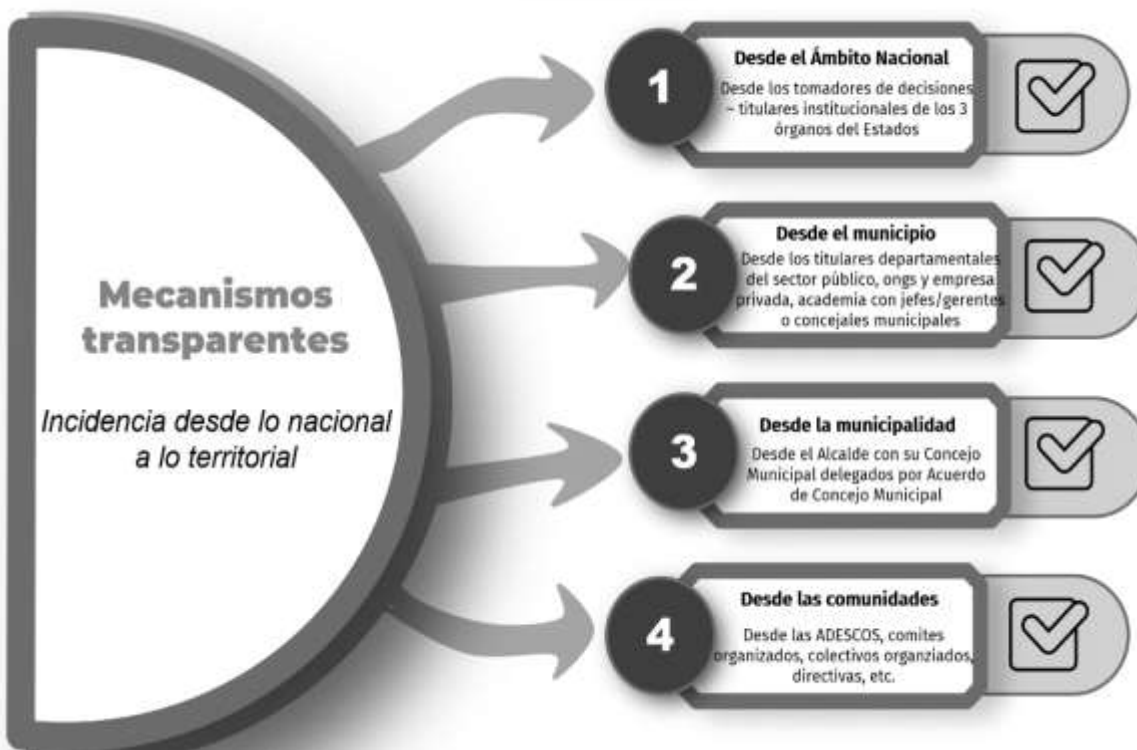 Mecanismos
transparentes
Incidencia desde lo nacional
a lo territorial
1
Desde el Ámbito Nacional
Desde los tomadores de decisiones
– titulares institucionales de los 3
órganos del Estados
2
Desde el municipio
Desde los titulares departamentales
del sector público, ongs y empresa
privada, academia con jefes/gerentes
o concejales municipales
3
Desde la municipalidad
Desde el Alcalde con su Concejo
Municipal delegados por Acuerdo
de Concejo Municipal
4
Desde las comunidades
Desde las ADESCOS, comites
organizados, colectivos organziados,
directivas, etc.